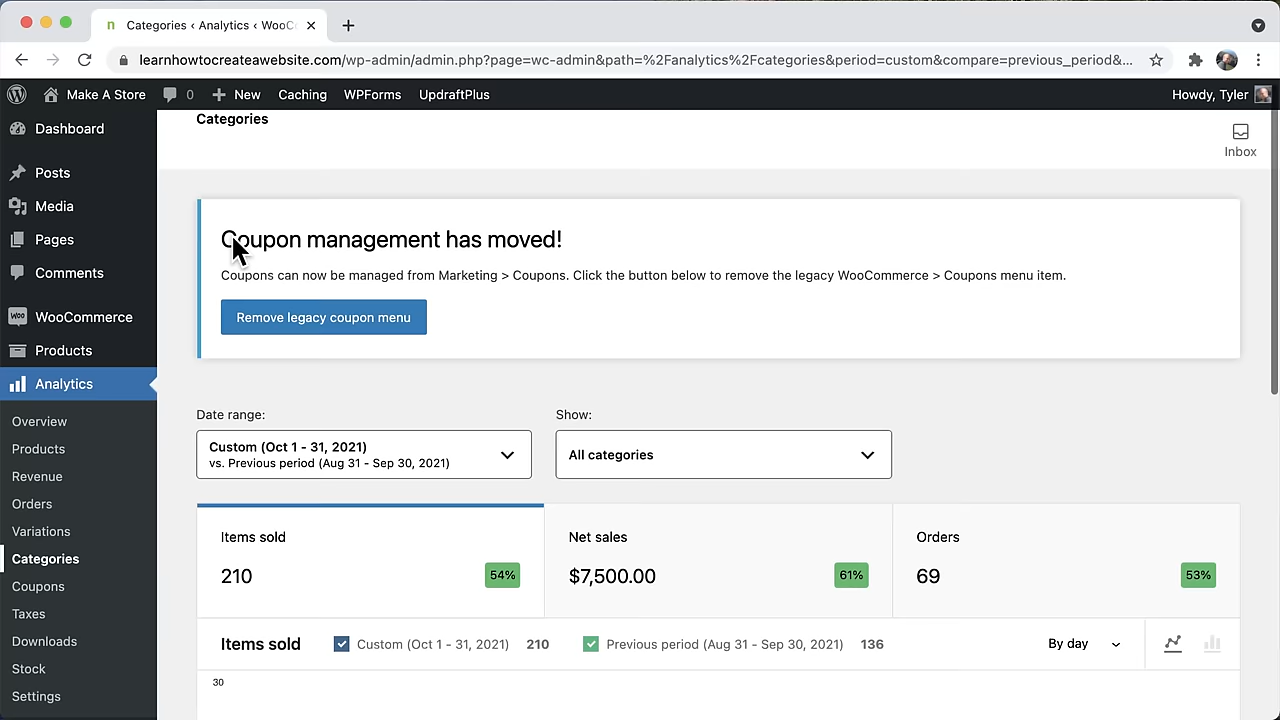 n Categories ‹ Analytics ‹ WooC
learnhowtocreateawebsite.com/wp-admin/admin.php?page=wc-admin&path=%2Fanalytics%2Fcategories&period=custom&compare=previous_period&...
Make A Store 0 New Caching WPForms UpdraftPlus Howdy, Tyler
Dashboard
Posts
Media
Pages
Comments
Woo WooCommerce
Products
Analytics
Overview
Products
Revenue
Orders
Variations
Categories
Coupons
Taxes
Downloads
Stock
Settings
Categories
Inbox
Coupon management has moved!
Coupons can now be managed from Marketing > Coupons. Click the button below to remove the legacy WooCommerce > Coupons menu item.
Remove legacy coupon menu
Date range: Show:
Custom (Oct 1 - 31, 2021)
vs. Previous period (Aug 31 - Sep 30, 2021)
All categories
Items sold Net sales Orders
210 54% $7,500.00 61% 69 53%
Items sold Custom (Oct 1 - 31, 2021) 210 Previous period (Aug 31 - Sep 30, 2021) 136 By day
30